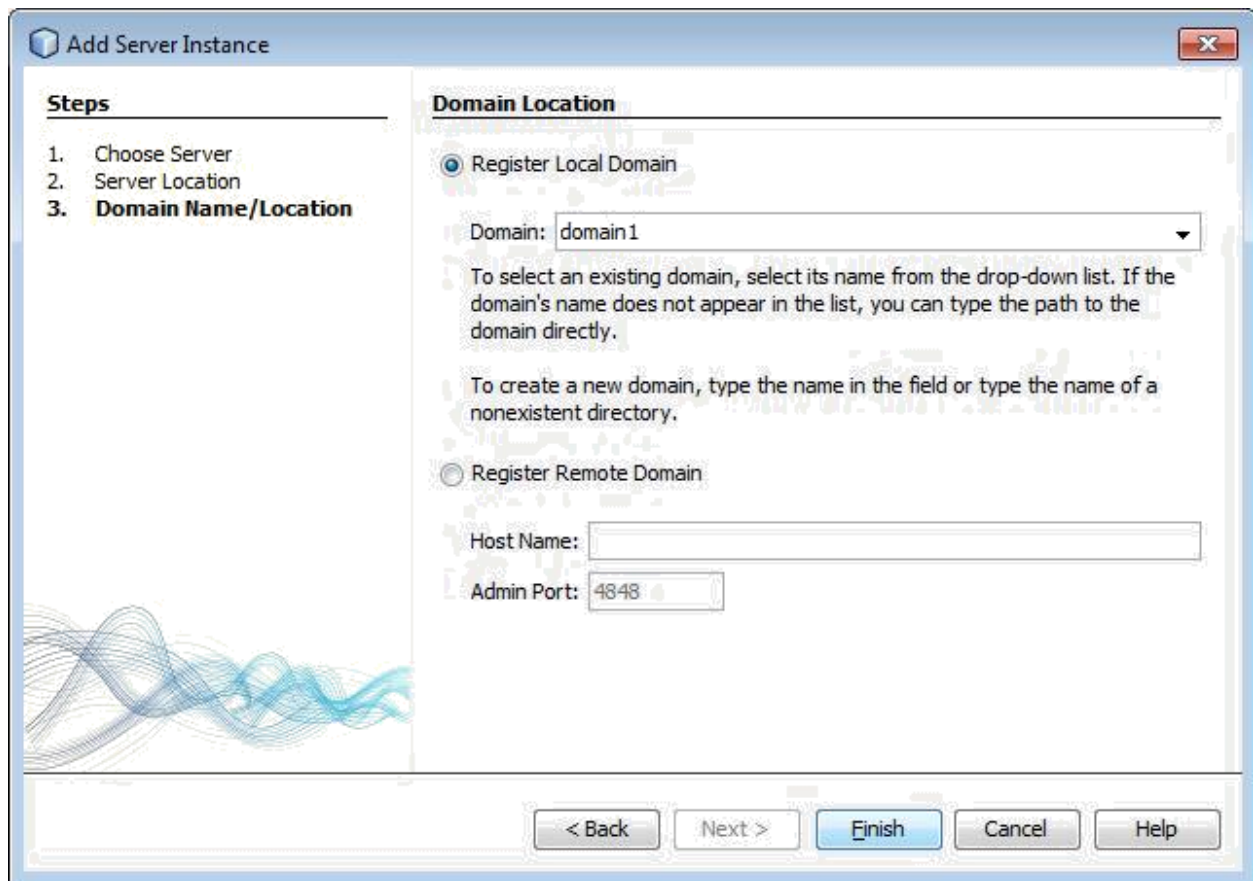 Add Server Instance
Steps
1. Choose Server
2. Server Location
3. Domain Name/Location
Domain Location
Register Local Domain
Domain: domain1
To select an existing domain, select its name from the drop-down list. If the
domain's name does not appear in the list, you can type the path to the
domain directly.
To create a new domain, type the name in the field or type the name of a
nonexistent directory.
Register Remote Domain
Host Name:
Admin Port: 4848
< Back
Next >
Finish
Cancel
Help